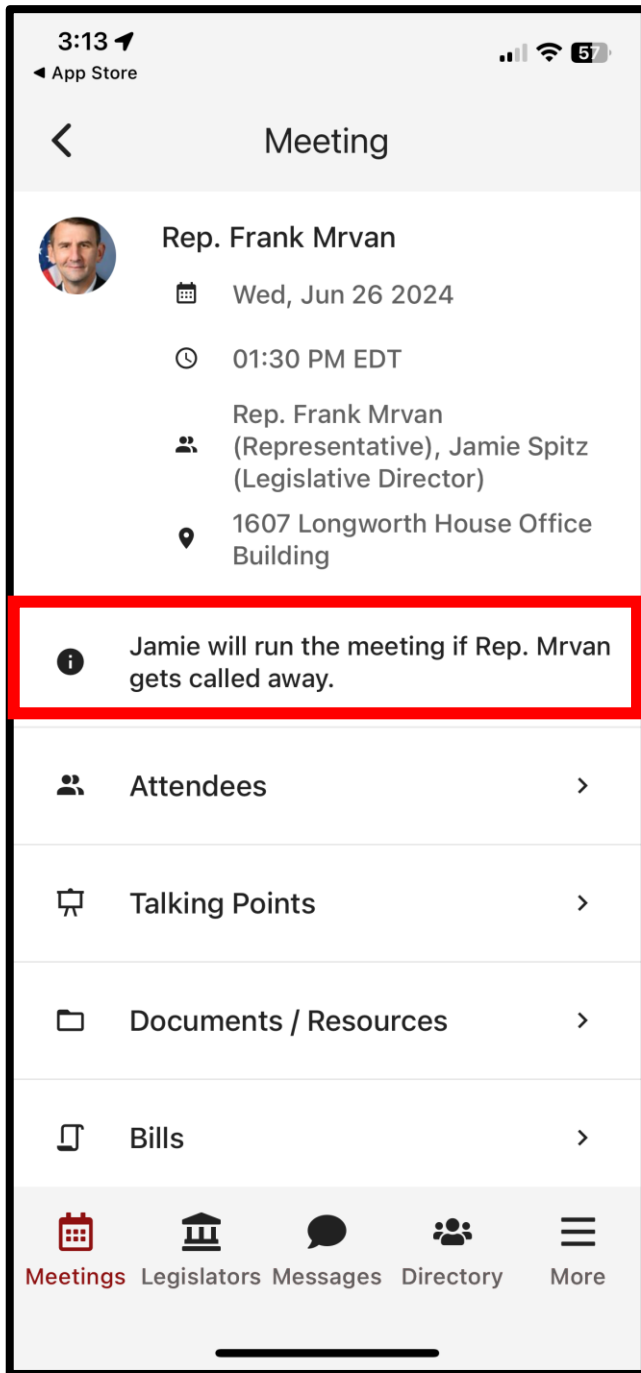 3:13
57
◀ App Store
Meeting
Rep. Frank Mrvan
Wed, Jun 26 2024
01:30 PM EDT
Rep. Frank Mrvan
(Representative), Jamie Spitz
(Legislative Director)
1607 Longworth House Office
Building
Jamie will run the meeting if Rep. Mrvan
gets called away.
Attendees
Talking Points
Documents / Resources
Bills
Meetings Legislators Messages Directory More